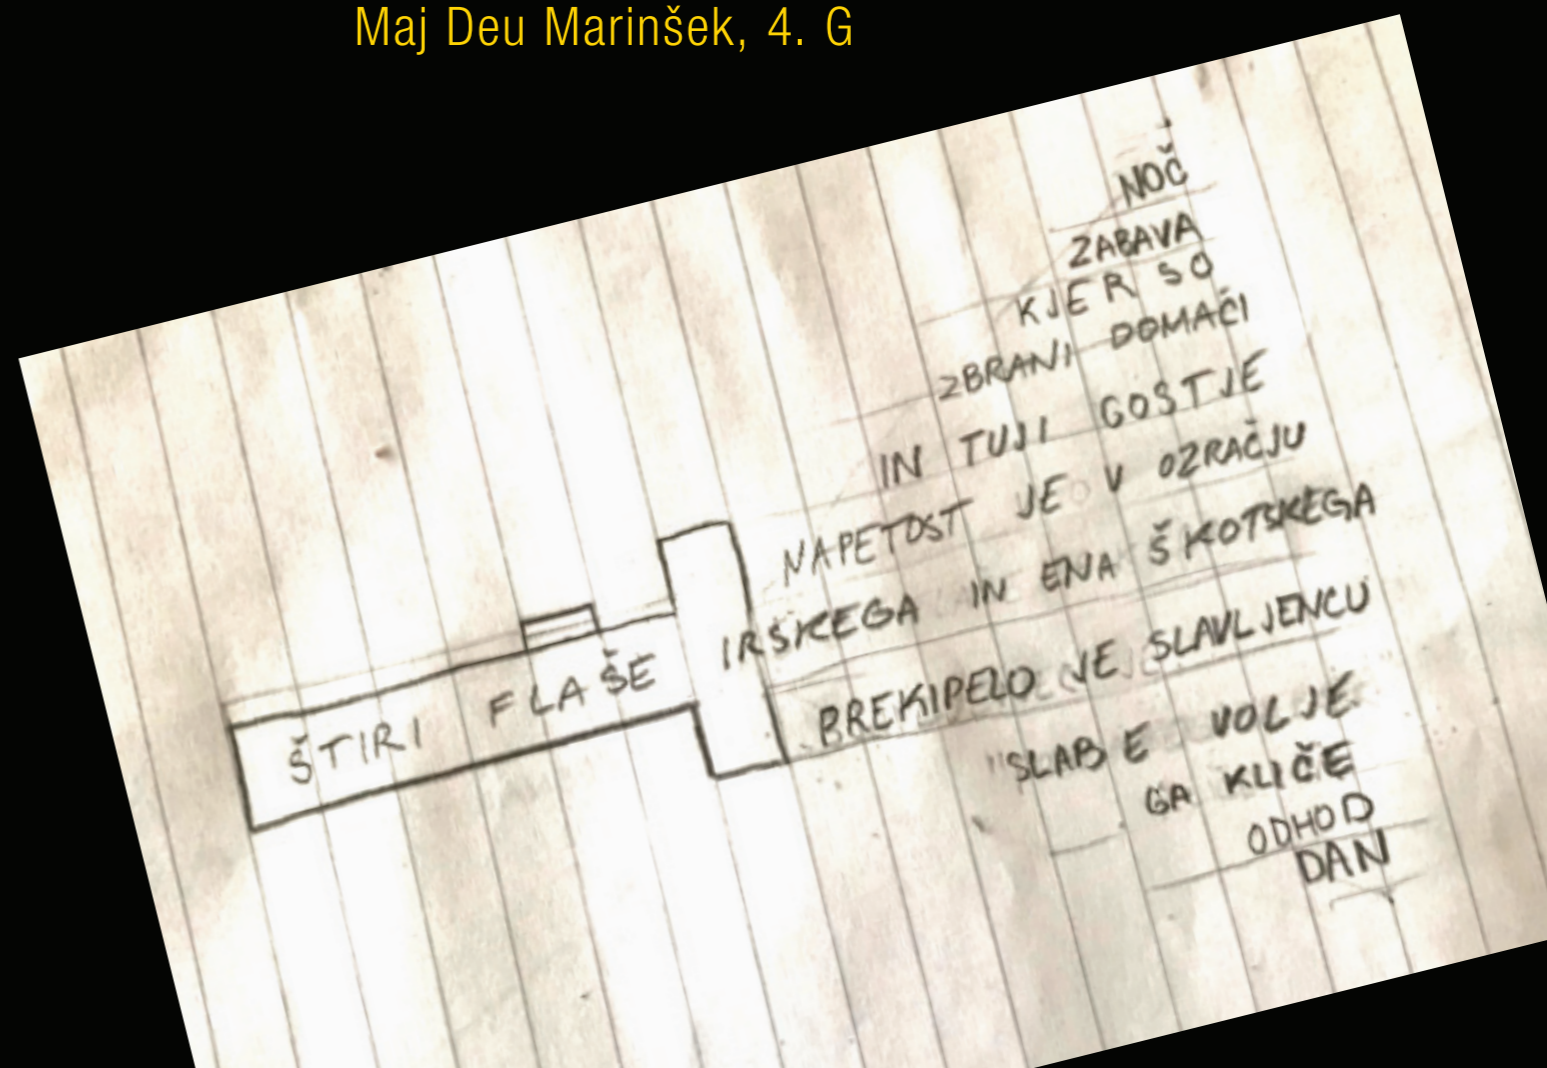 Maj Deu Marinšek, 4. G
NOČ
ZABAVA
KJER SO
ZBRANI DOMAČI
IN TUJI GOSTJE
NAPETOST JE V OZRAČJU
ŠTIRI FLAŠE IRSKEGA IN ENA ŠKOTSKEGA
PREKIPELO JE SLAVLJENCU
SLABE VOLJE
GA KLIČE
ODHOD
DAN